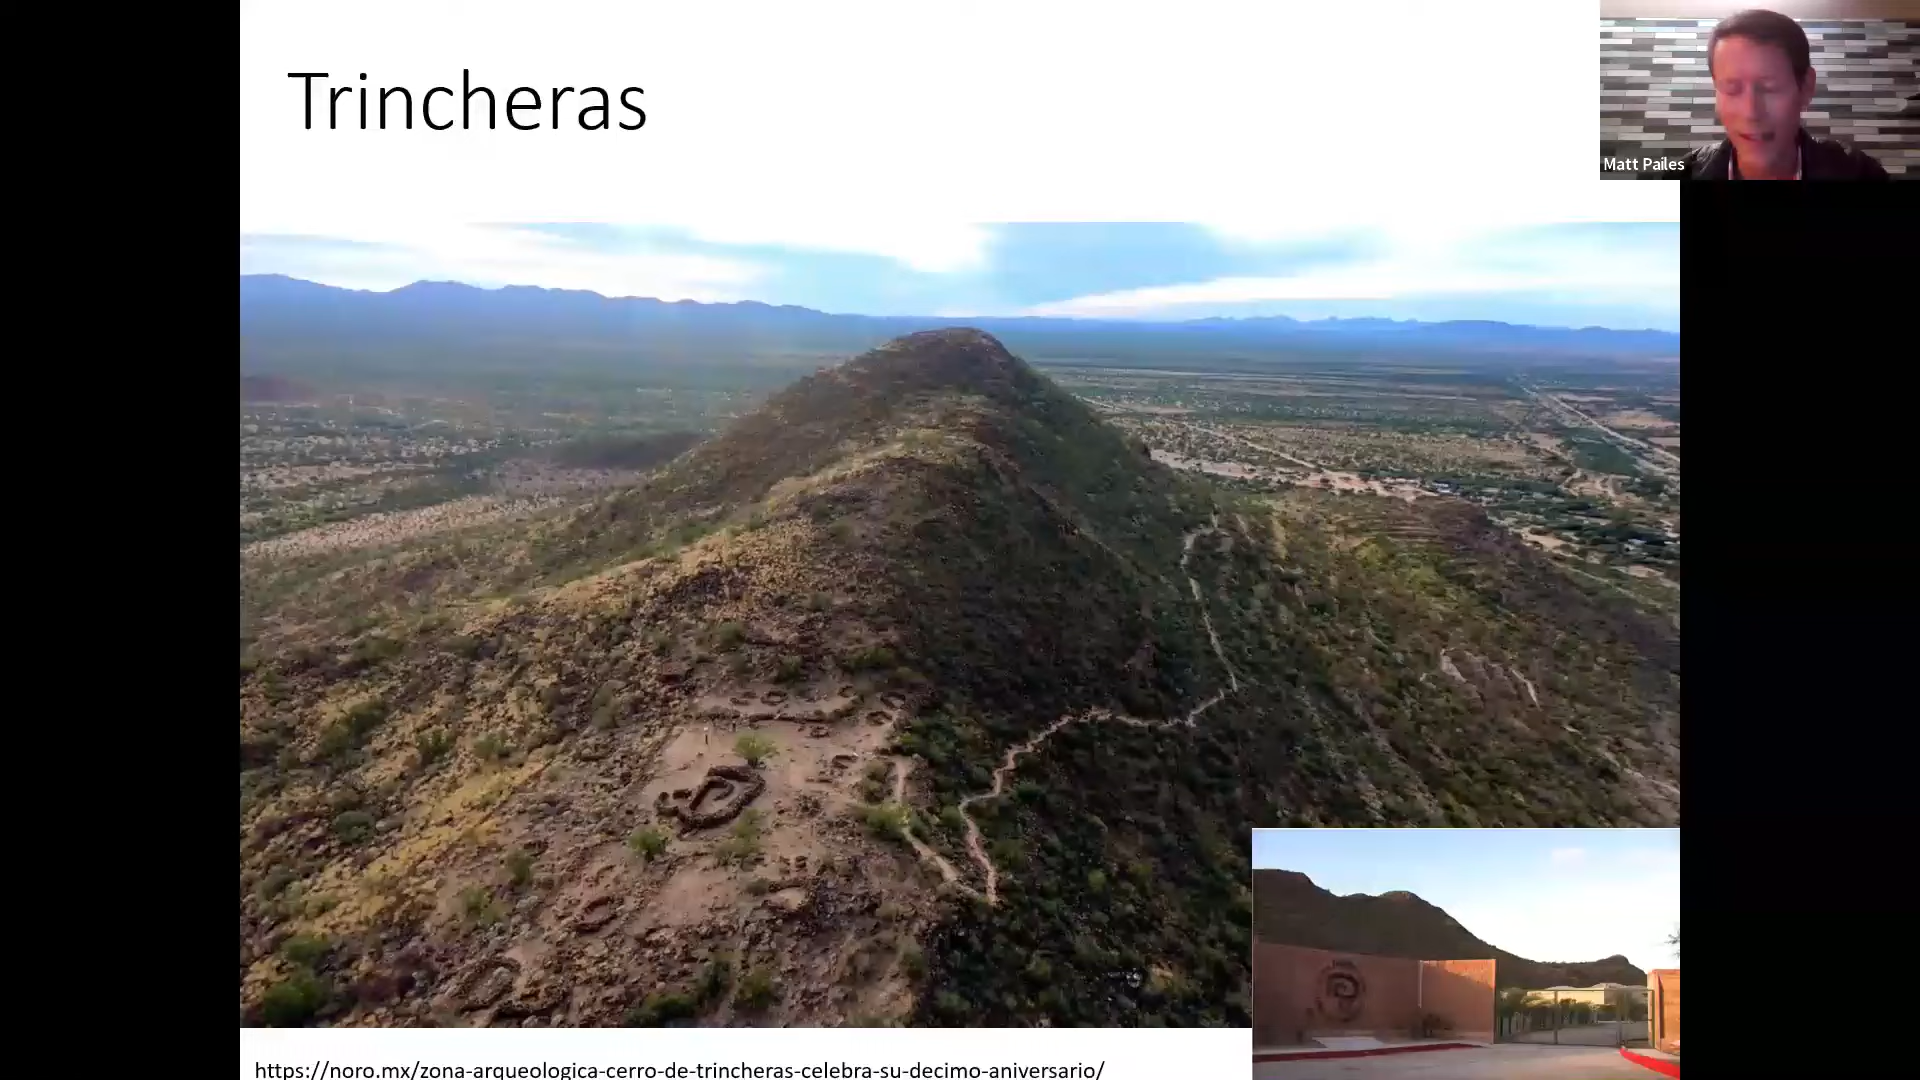 Trincheras
Matt Pailes
https://noro.mx/zona-arqueologica-cerro-de-trincheras-celebra-su-decimo-aniversario/